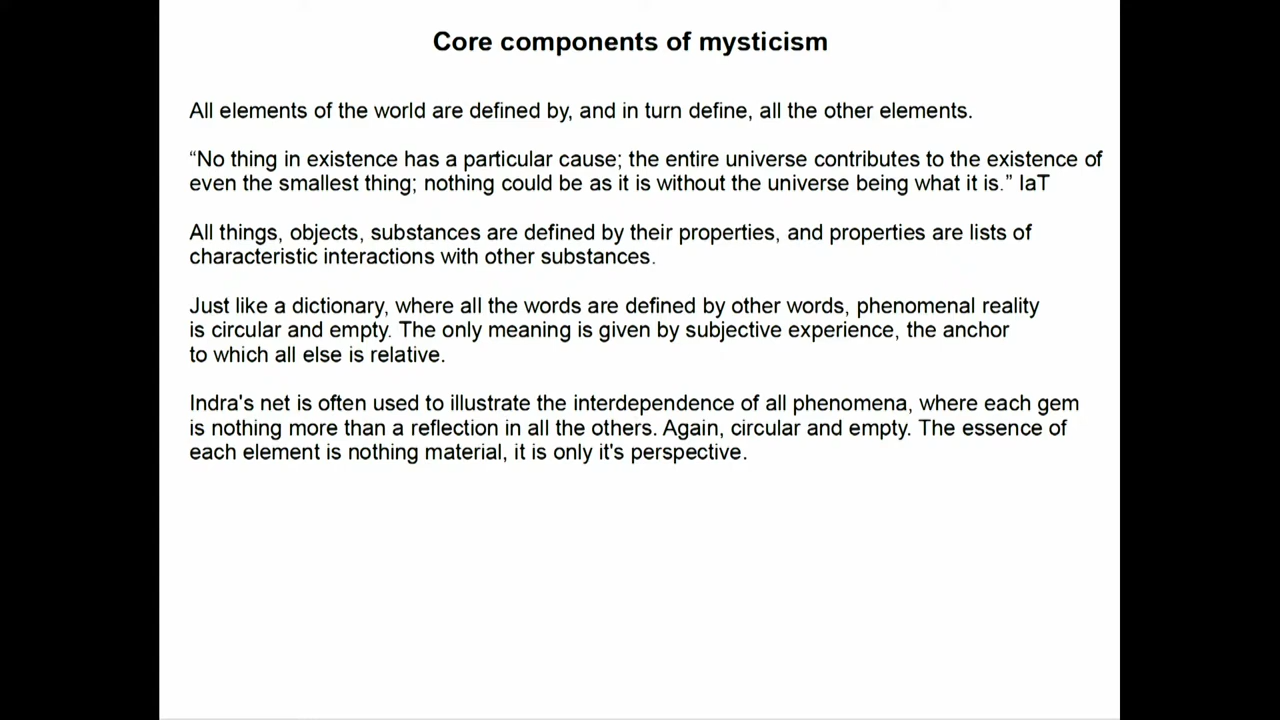 Core components of mysticism
All elements of the world are defined by, and in turn define, all the other elements.
“No thing in existence has a particular cause; the entire universe contributes to the existence of
even the smallest thing; nothing could be as it is without the universe being what it is.” IaT
All things, objects, substances are defined by their properties, and properties are lists of
characteristic interactions with other substances.
Just like a dictionary, where all the words are defined by other words, phenomenal reality
is circular and empty. The only meaning is given by subjective experience, the anchor
to which all else is relative.
Indra's net is often used to illustrate the interdependence of all phenomena, where each gem
is nothing more than a reflection in all the others. Again, circular and empty. The essence of
each element is nothing material, it is only it's perspective.